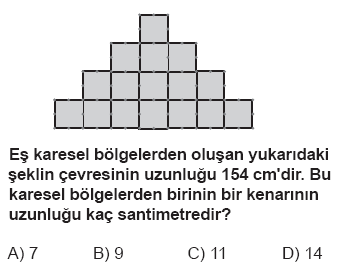 Eş karesel bölgelerden oluşan yukarıdaki
şeklin çevresinin uzunluğu 154 cm'dir. Bu
karesel bölgelerden birinin bir kenarının
uzunluğu kaç santimetredir?
A) 7 B) 9 C) 11 D) 14